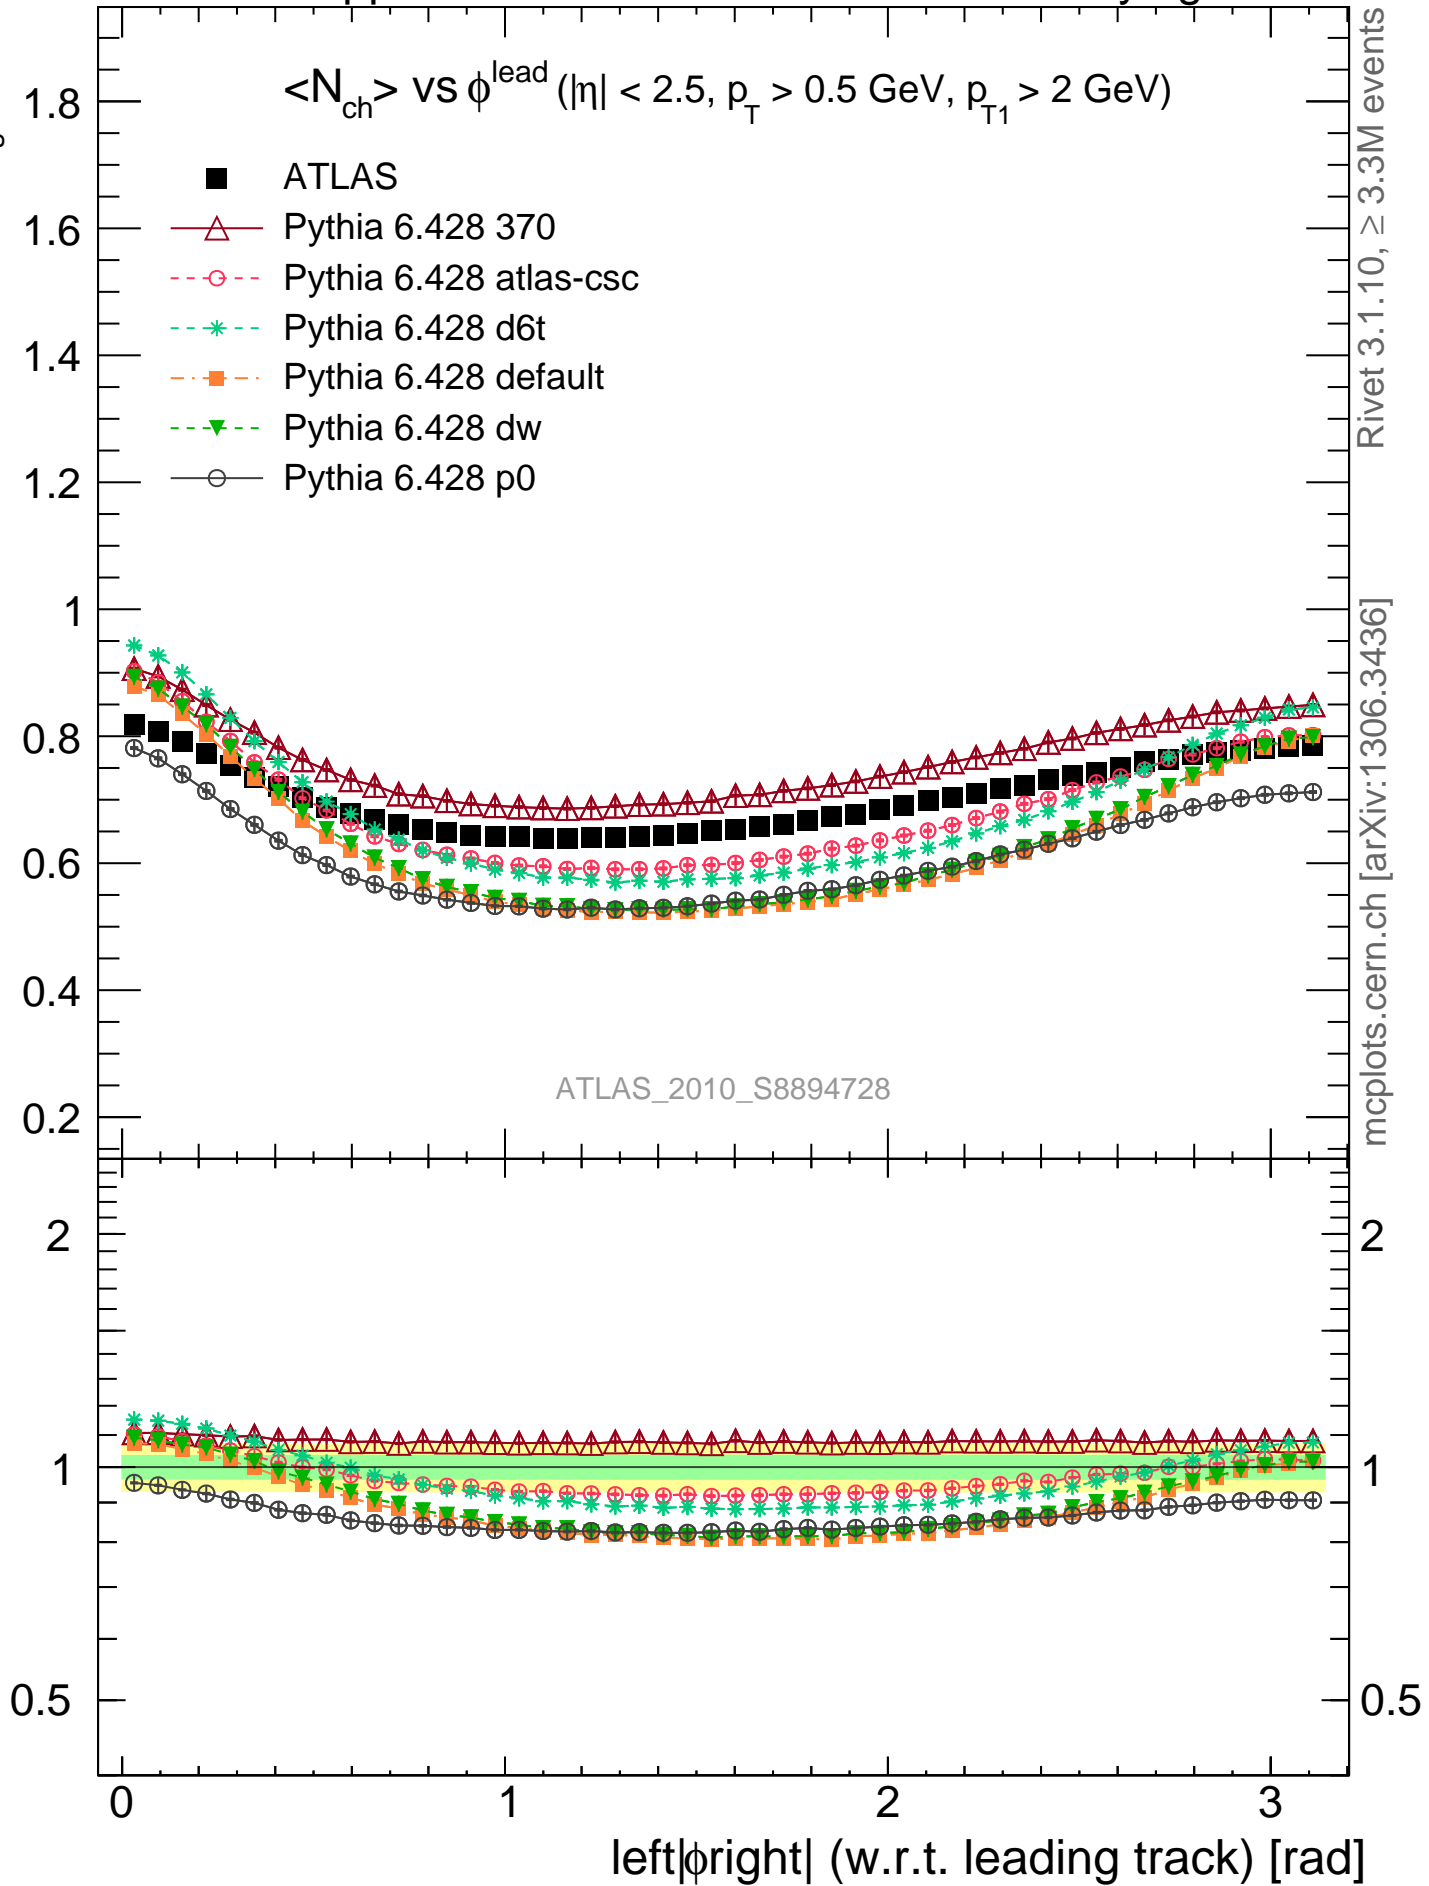 pp
<N_ch> vs ϕ^lead (|η| < 2.5, p_T > 0.5 GeV, p_T1 > 2 GeV)
ATLAS
Pythia 6.428 370
Pythia 6.428 atlas-csc
Pythia 6.428 d6t
Pythia 6.428 default
Pythia 6.428 dw
Pythia 6.428 p0
1.8
1.6
1.4
1.2
1
0.8
0.6
0.4
0.2
ATLAS_2010_S8894728
Rivet 3.1.10, ≥ 3.3M events
mcplots.cern.ch [arXiv:1306.3436]
2 2
1 1
0.5 0.5
0 1 2 3
left|ϕright| (w.r.t. leading track) [rad]